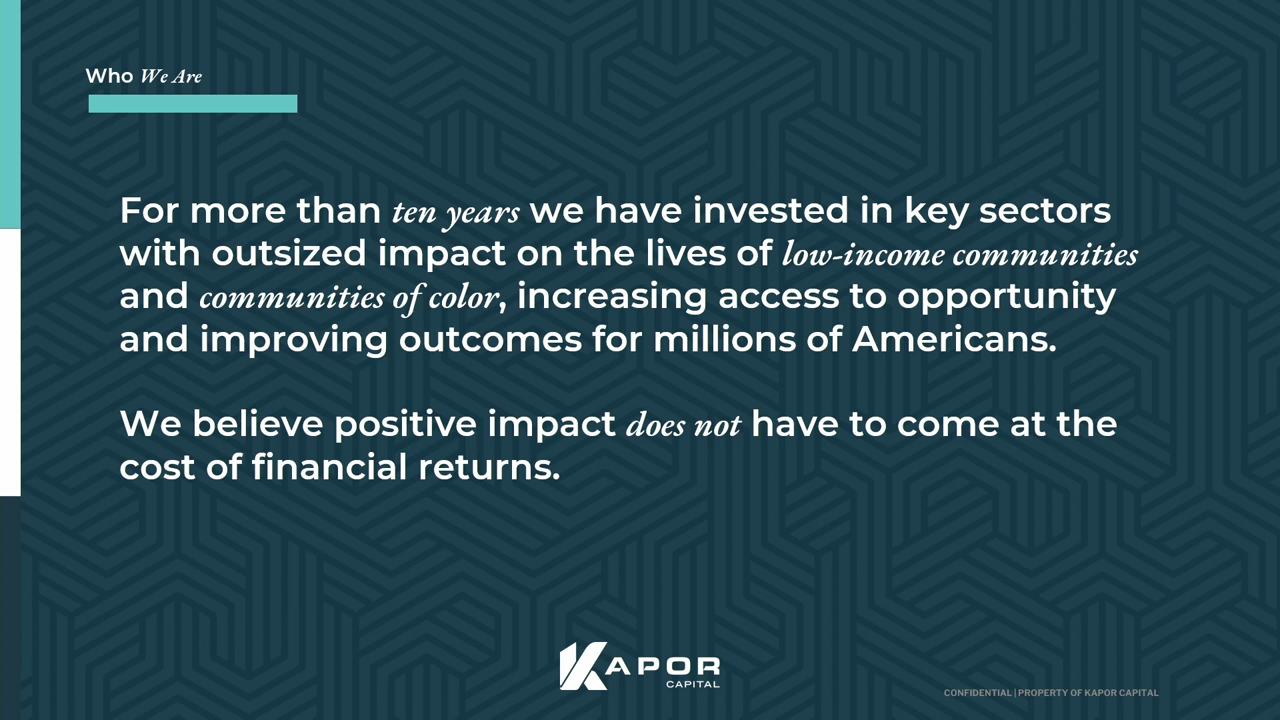 Who We Are
For more than ten years we have invested in key sectors
with outsized impact on the lives of low-income communities
and communities of color, increasing access to opportunity
and improving outcomes for millions of Americans.
We believe positive impact does not have to come at the
cost of financial returns.
KAPOR
CAPITAL
CONFIDENTIAL | PROPERTY OF KAPOR CAPITAL